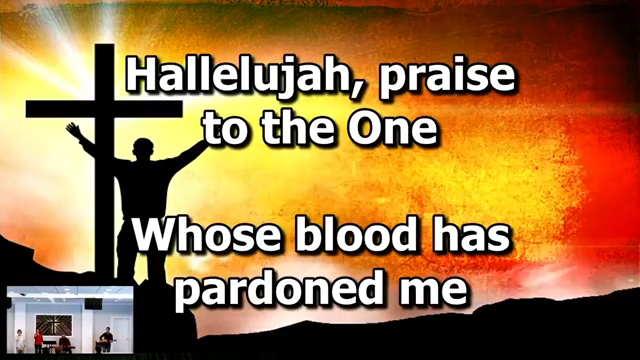 Hallelujah, praise
to the One
Whose blood has
pardoned me